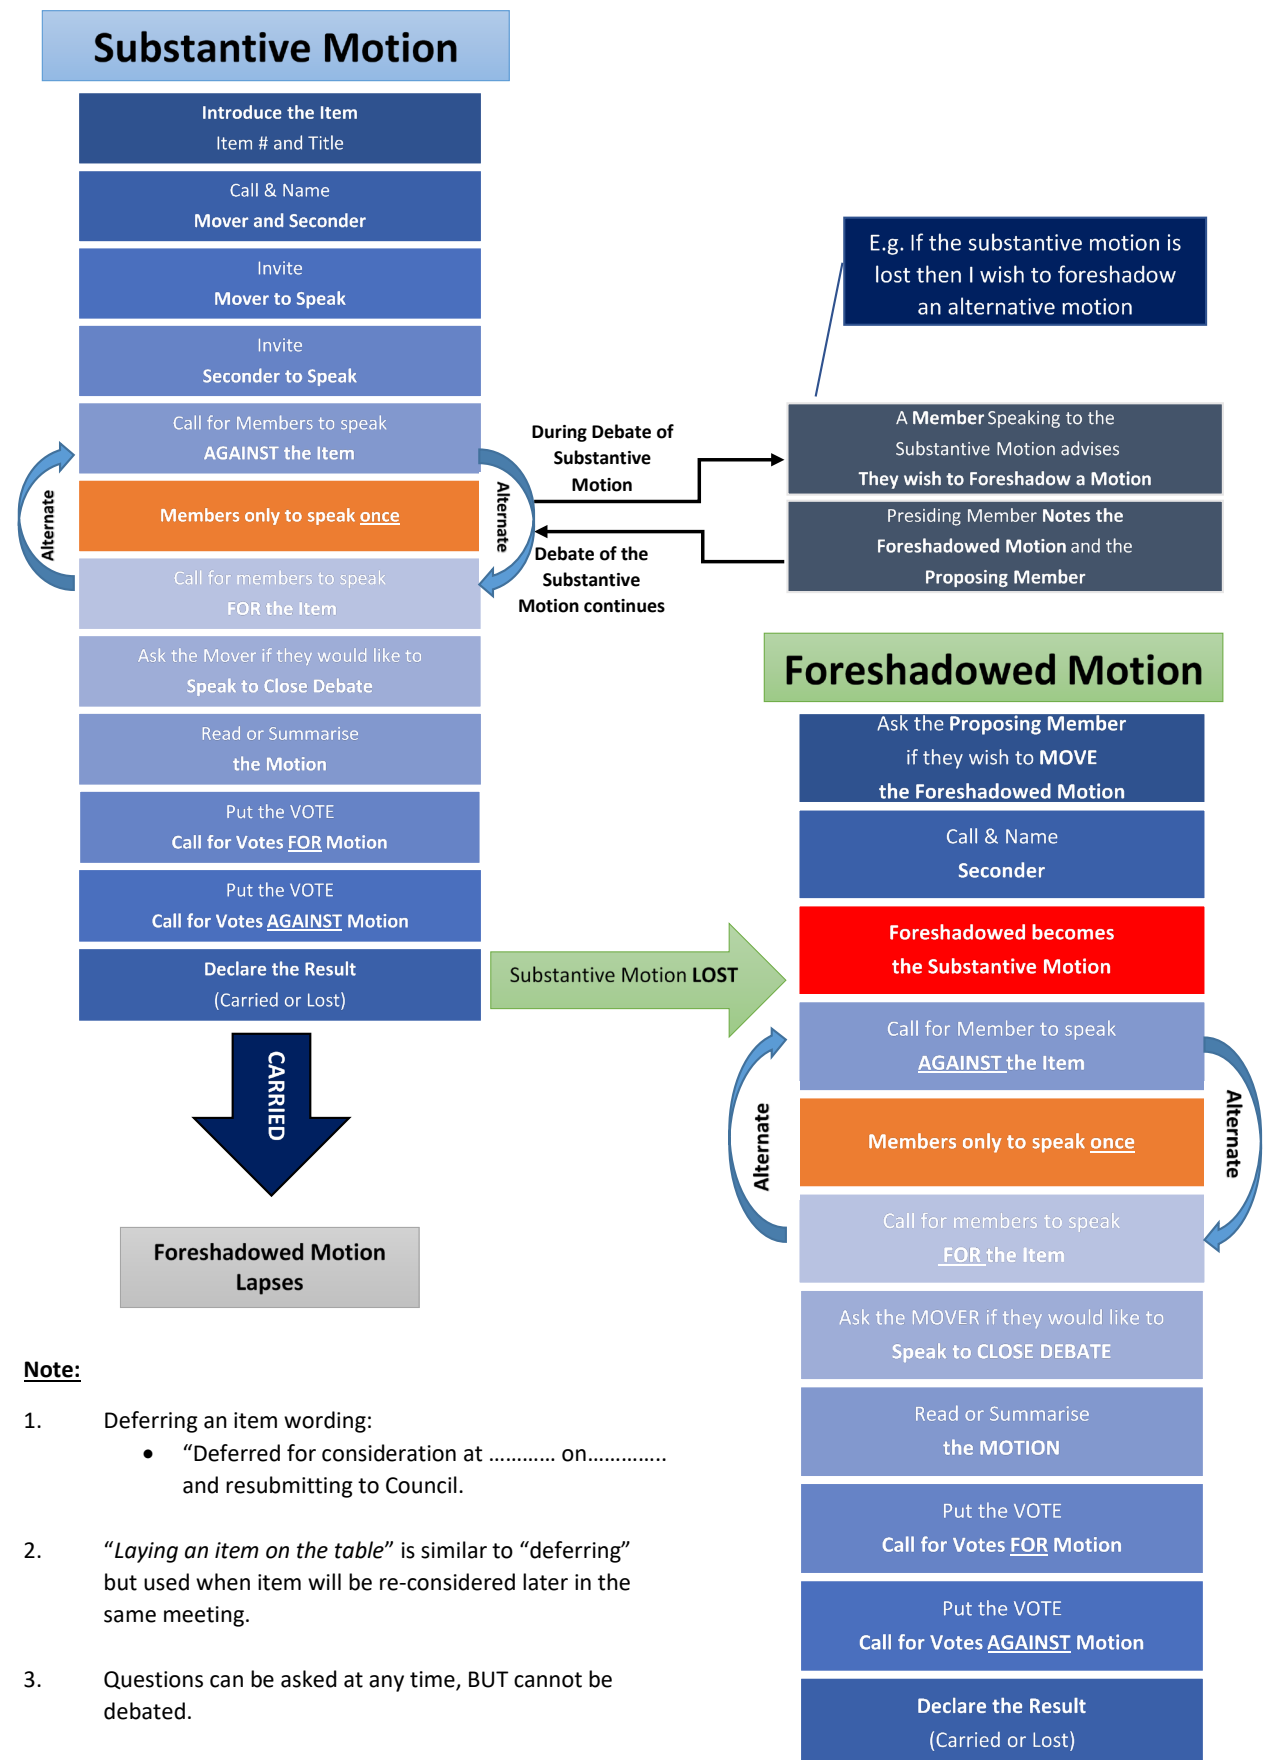 Substantive Motion
Introduce the Item
Item # and Title
Call & Name
Mover and Seconder
Invite
Mover to Speak
Invite
Seconder to Speak
Call for Members to speak
AGAINST the Item
Members only to speak once
Call for members to speak
FOR the Item
Alternate
Alternate
Ask the Mover if they would like to
Speak to Close Debate
Read or Summarise
the Motion
Put the VOTE
Call for Votes FOR Motion
Put the VOTE
Call for Votes AGAINST Motion
Declare the Result
(Carried or Lost)
CARRIED
Foreshadowed Motion
Lapses
During Debate of
Substantive
Motion
Debate of the
Substantive
Motion continues
E.g. If the substantive motion is
lost then I wish to foreshadow
an alternative motion
A Member Speaking to the
Substantive Motion advises
They wish to Foreshadow a Motion
Presiding Member Notes the
Foreshadowed Motion and the
Proposing Member
Substantive Motion LOST
Foreshadowed Motion
Ask the Proposing Member
if they wish to MOVE
the Foreshadowed Motion
Call & Name
Seconder
Foreshadowed becomes
the Substantive Motion
Call for Member to speak
AGAINST the Item
Members only to speak once
Call for members to speak
FOR the Item
Alternate
Alternate
Ask the MOVER if they would like to
Speak to CLOSE DEBATE
Read or Summarise
the MOTION
Put the VOTE
Call for Votes FOR Motion
Put the VOTE
Call for Votes AGAINST Motion
Declare the Result
(Carried or Lost)
Note:
1. Deferring an item wording:
• “Deferred for consideration at ………… on…………..
and resubmitting to Council.
2. “Laying an item on the table” is similar to “deferring”
but used when item will be re-considered later in the
same meeting.
3. Questions can be asked at any time, BUT cannot be
debated.